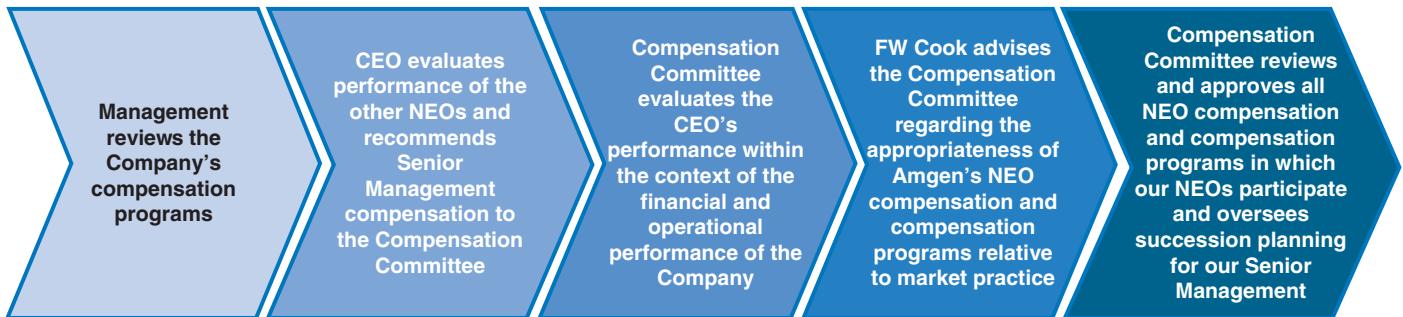 Management
reviews the
Company’s
compensation
programs
CEO evaluates
performance of the
other NEOs and
recommends
Senior
Management
compensation to
the Compensation
Committee
Compensation
Committee
evaluates the
CEO’s
performance within
the context of the
financial and
operational
performance of the
Company
FW Cook advises
the Compensation
Committee
regarding the
appropriateness of
Amgen’s NEO
compensation and
compensation
programs relative
to market practice
Compensation
Committee reviews
and approves all
NEO compensation
and compensation
programs in which
our NEOs participate
and oversees
succession planning
for our Senior
Management